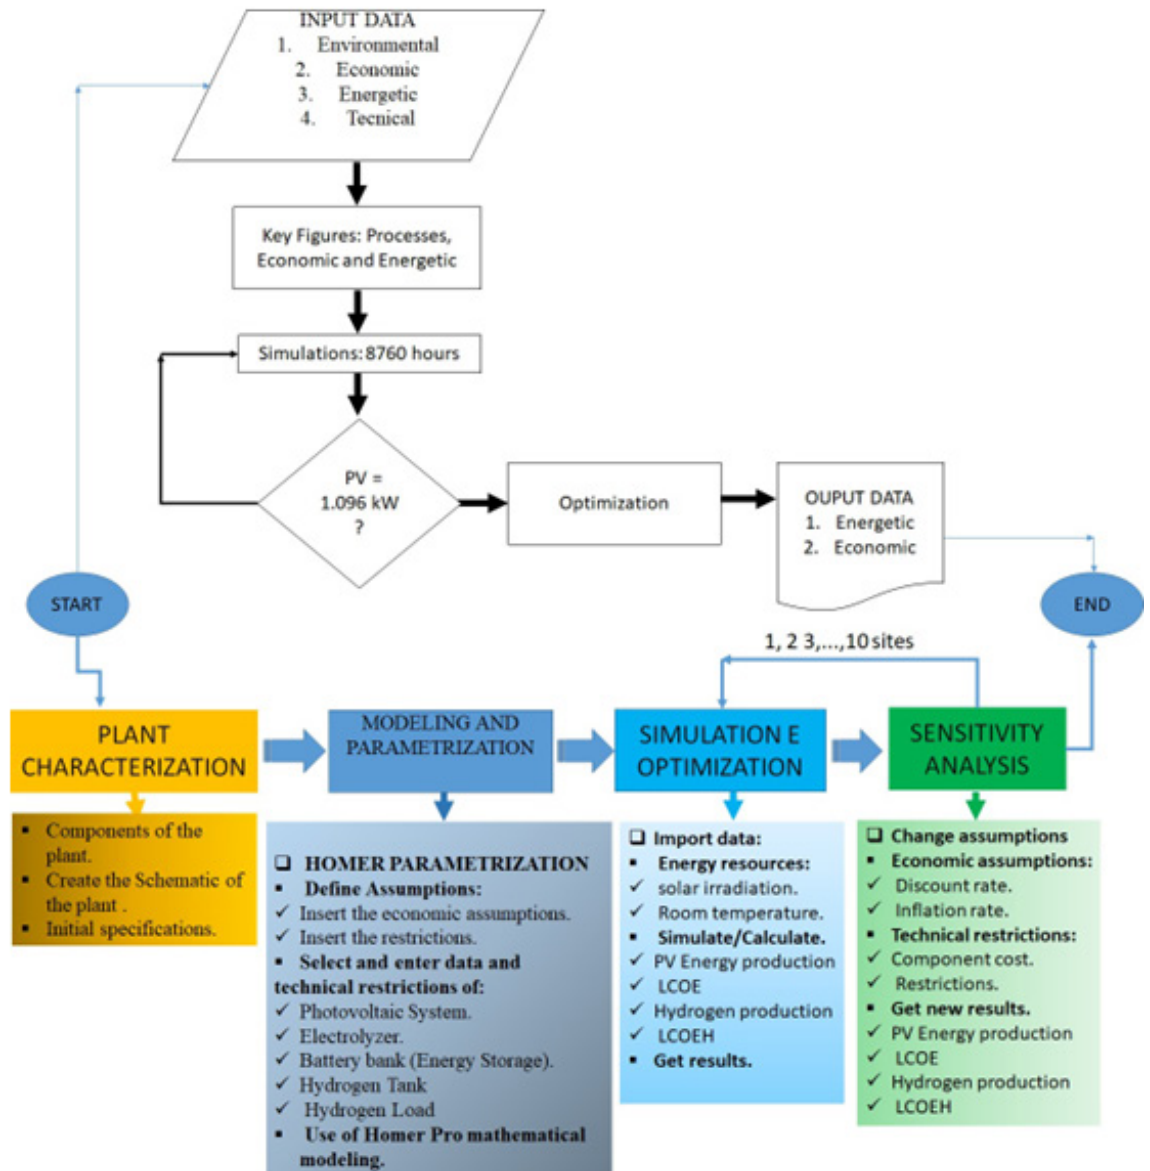 INPUT DATA
1. Environmental
2. Economic
3. Energetic
4. Tecnical
Key Figures: Processes,
Economic and Energetic
Simulations: 8760 hours
PV =
1.096 kW
?
Optimization
OUPUT DATA
1. Energetic
2. Economic
START
END
1, 2 3,...,10 sites
PLANT
CHARACTERIZATION
MODELING AND
PARAMETRIZATION
SIMULATION E
OPTIMIZATION
SENSITIVITY
ANALYSIS
▪ Components of the
plant.
▪ Create the Schematic of
the plant .
▪ Initial specifications.
❑ HOMER PARAMETRIZATION
▪ Define Assumptions:
✓ Insert the economic assumptions.
✓ Insert the restrictions.
▪ Select and enter data and
technical restrictions of:
✓ Photovoltaic System.
✓ Electrolyzer.
✓ Battery bank (Energy Storage).
✓ Hydrogen Tank
✓ Hydrogen Load
▪ Use of Homer Pro mathematical
modeling.
❑ Import data:
▪ Energy resources:
✓ solar irradiation.
✓ Room temperature.
▪ Simulate/Calculate.
✓ PV Energy production
✓ LCOE
✓ Hydrogen production
✓ LCOEH
▪ Get results.
❑ Change assumptions
▪ Economic assumptions:
✓ Discount rate.
✓ Inflation rate.
▪ Technical restrictions:
✓ Component cost.
✓ Restrictions.
▪ Get new results.
✓ PV Energy production
✓ LCOE
✓ Hydrogen production
✓ LCOEH